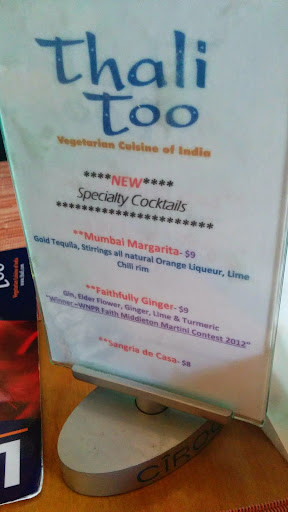 Thali
Too
Vegetarian Cuisine of India
****NEW****
Specialty Cocktails
**********************
**Mumbai Margarita- $9
Gold Tequila, Stirrings all natural Orange Liqueur, Lime
Chili rim
**Faithfully Ginger- $9
Gin, Elder Flower, Ginger, Lime & Turmeric
"Winner –WNPR Faith Middleton Martini Contest 2012"
**Sangria de Casa- $8
CÎROC